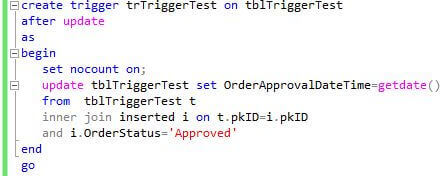 create trigger trTriggerTest on tblTriggerTest
after update
as
begin
set nocount on;
update tblTriggerTest set OrderApprovalDateTime=getdate()
from tblTriggerTest t
inner join inserted i on t.pkID=i.pkID
and i.OrderStatus='Approved'
end
go